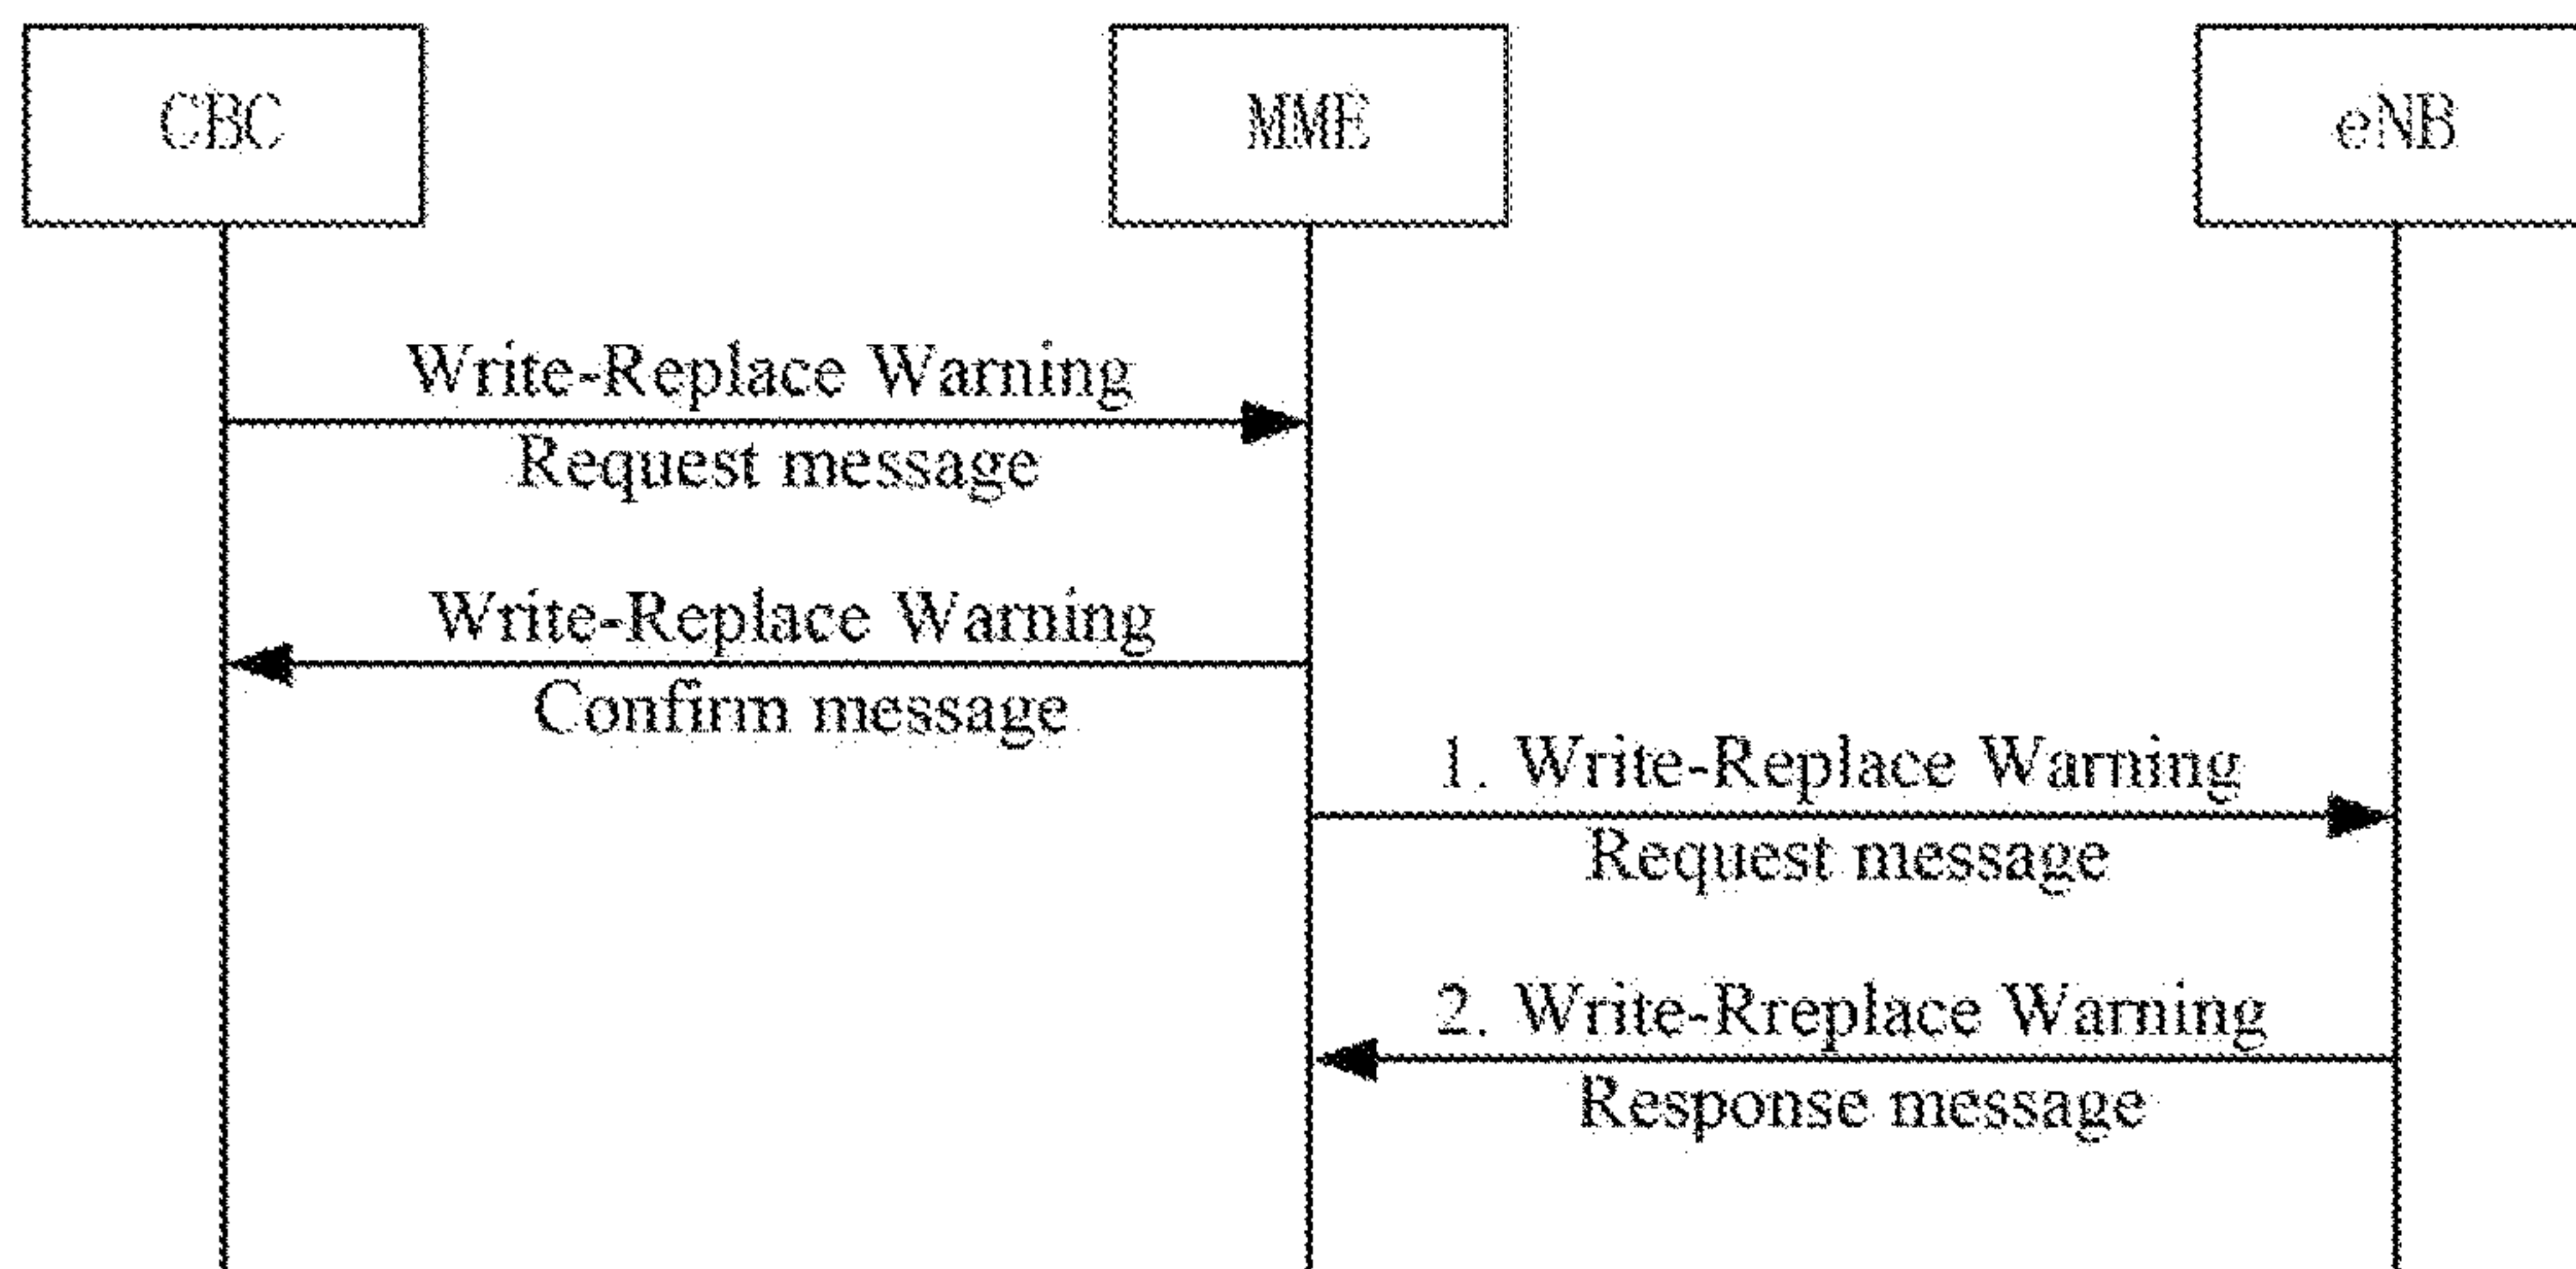 CBC
MME
eNB
Write-Replace Warning
Request message
Write-Replace Warning
Confirm message
1. Write-Replace Warning
Request message
2. Write-Rreplace Warning
Response message